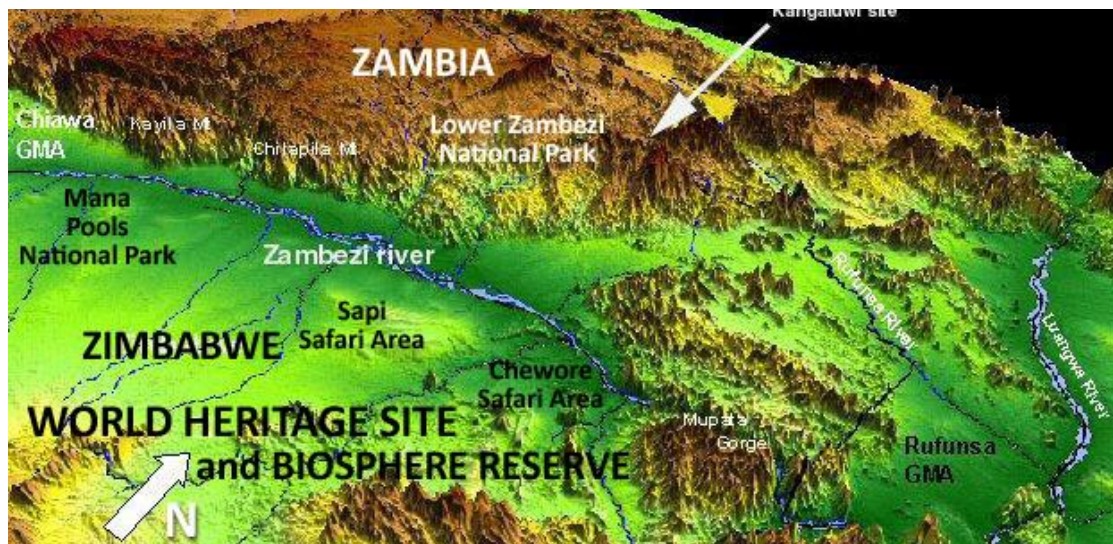 Kangaluwi site
ZAMBIA
Chiawa
GMA
Kayilia Mt.
Chitapila Mt.
Lower Zambezi
National Park
Mana
Pools
National Park
Zambezi river
Rufunsa River
Luangwa River
Sapi
Safari Area
ZIMBABWE
Chewore
Safari Area
WORLD HERITAGE SITE
and BIOSPHERE RESERVE
Mupata
Gorge
Rufunsa
GMA
N